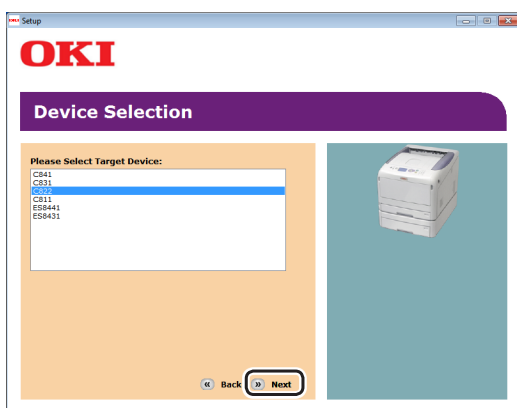 Setup
OKI
Device Selection
Please Select Target Device:
C841
C831
C822
C811
ES8441
ES8431
Back
Next